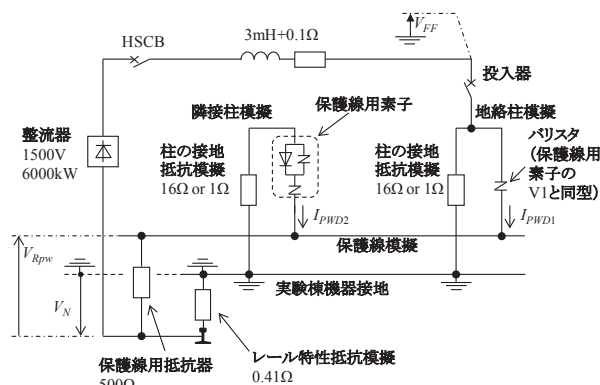 V_FF
HSCB
3mH+0.1Ω
投入器
保護線用素子
隣接柱模擬
地絡柱模擬
整流器
1500V
6000kW
柱の接地
抵抗模擬
16Ω or 1Ω
柱の接地
抵抗模擬
16Ω or 1Ω
バリスタ
(保護線用
素子の
V1と同型)
I_PWD2
I_PWD1
V_Rpw
保護線模擬
V_N
実験棟機器接地
保護線用抵抗器
500Ω
レール特性抵抗模擬
0.41Ω